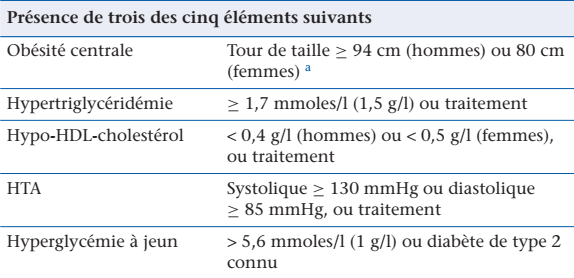 Présence de trois des cinq éléments suivants
Obésité centrale
Tour de taille ≥ 94 cm (hommes) ou 80 cm
(femmes) a
Hypertriglycéridémie
≥ 1,7 mmoles/l (1,5 g/l) ou traitement
Hypo-HDL-cholestérol
< 0,4 g/l (hommes) ou < 0,5 g/l (femmes),
ou traitement
HTA
Systolique ≥ 130 mmHg ou diastolique
≥ 85 mmHg, ou traitement
Hyperglycémie à jeun
> 5,6 mmoles/l (1 g/l) ou diabète de type 2
connu